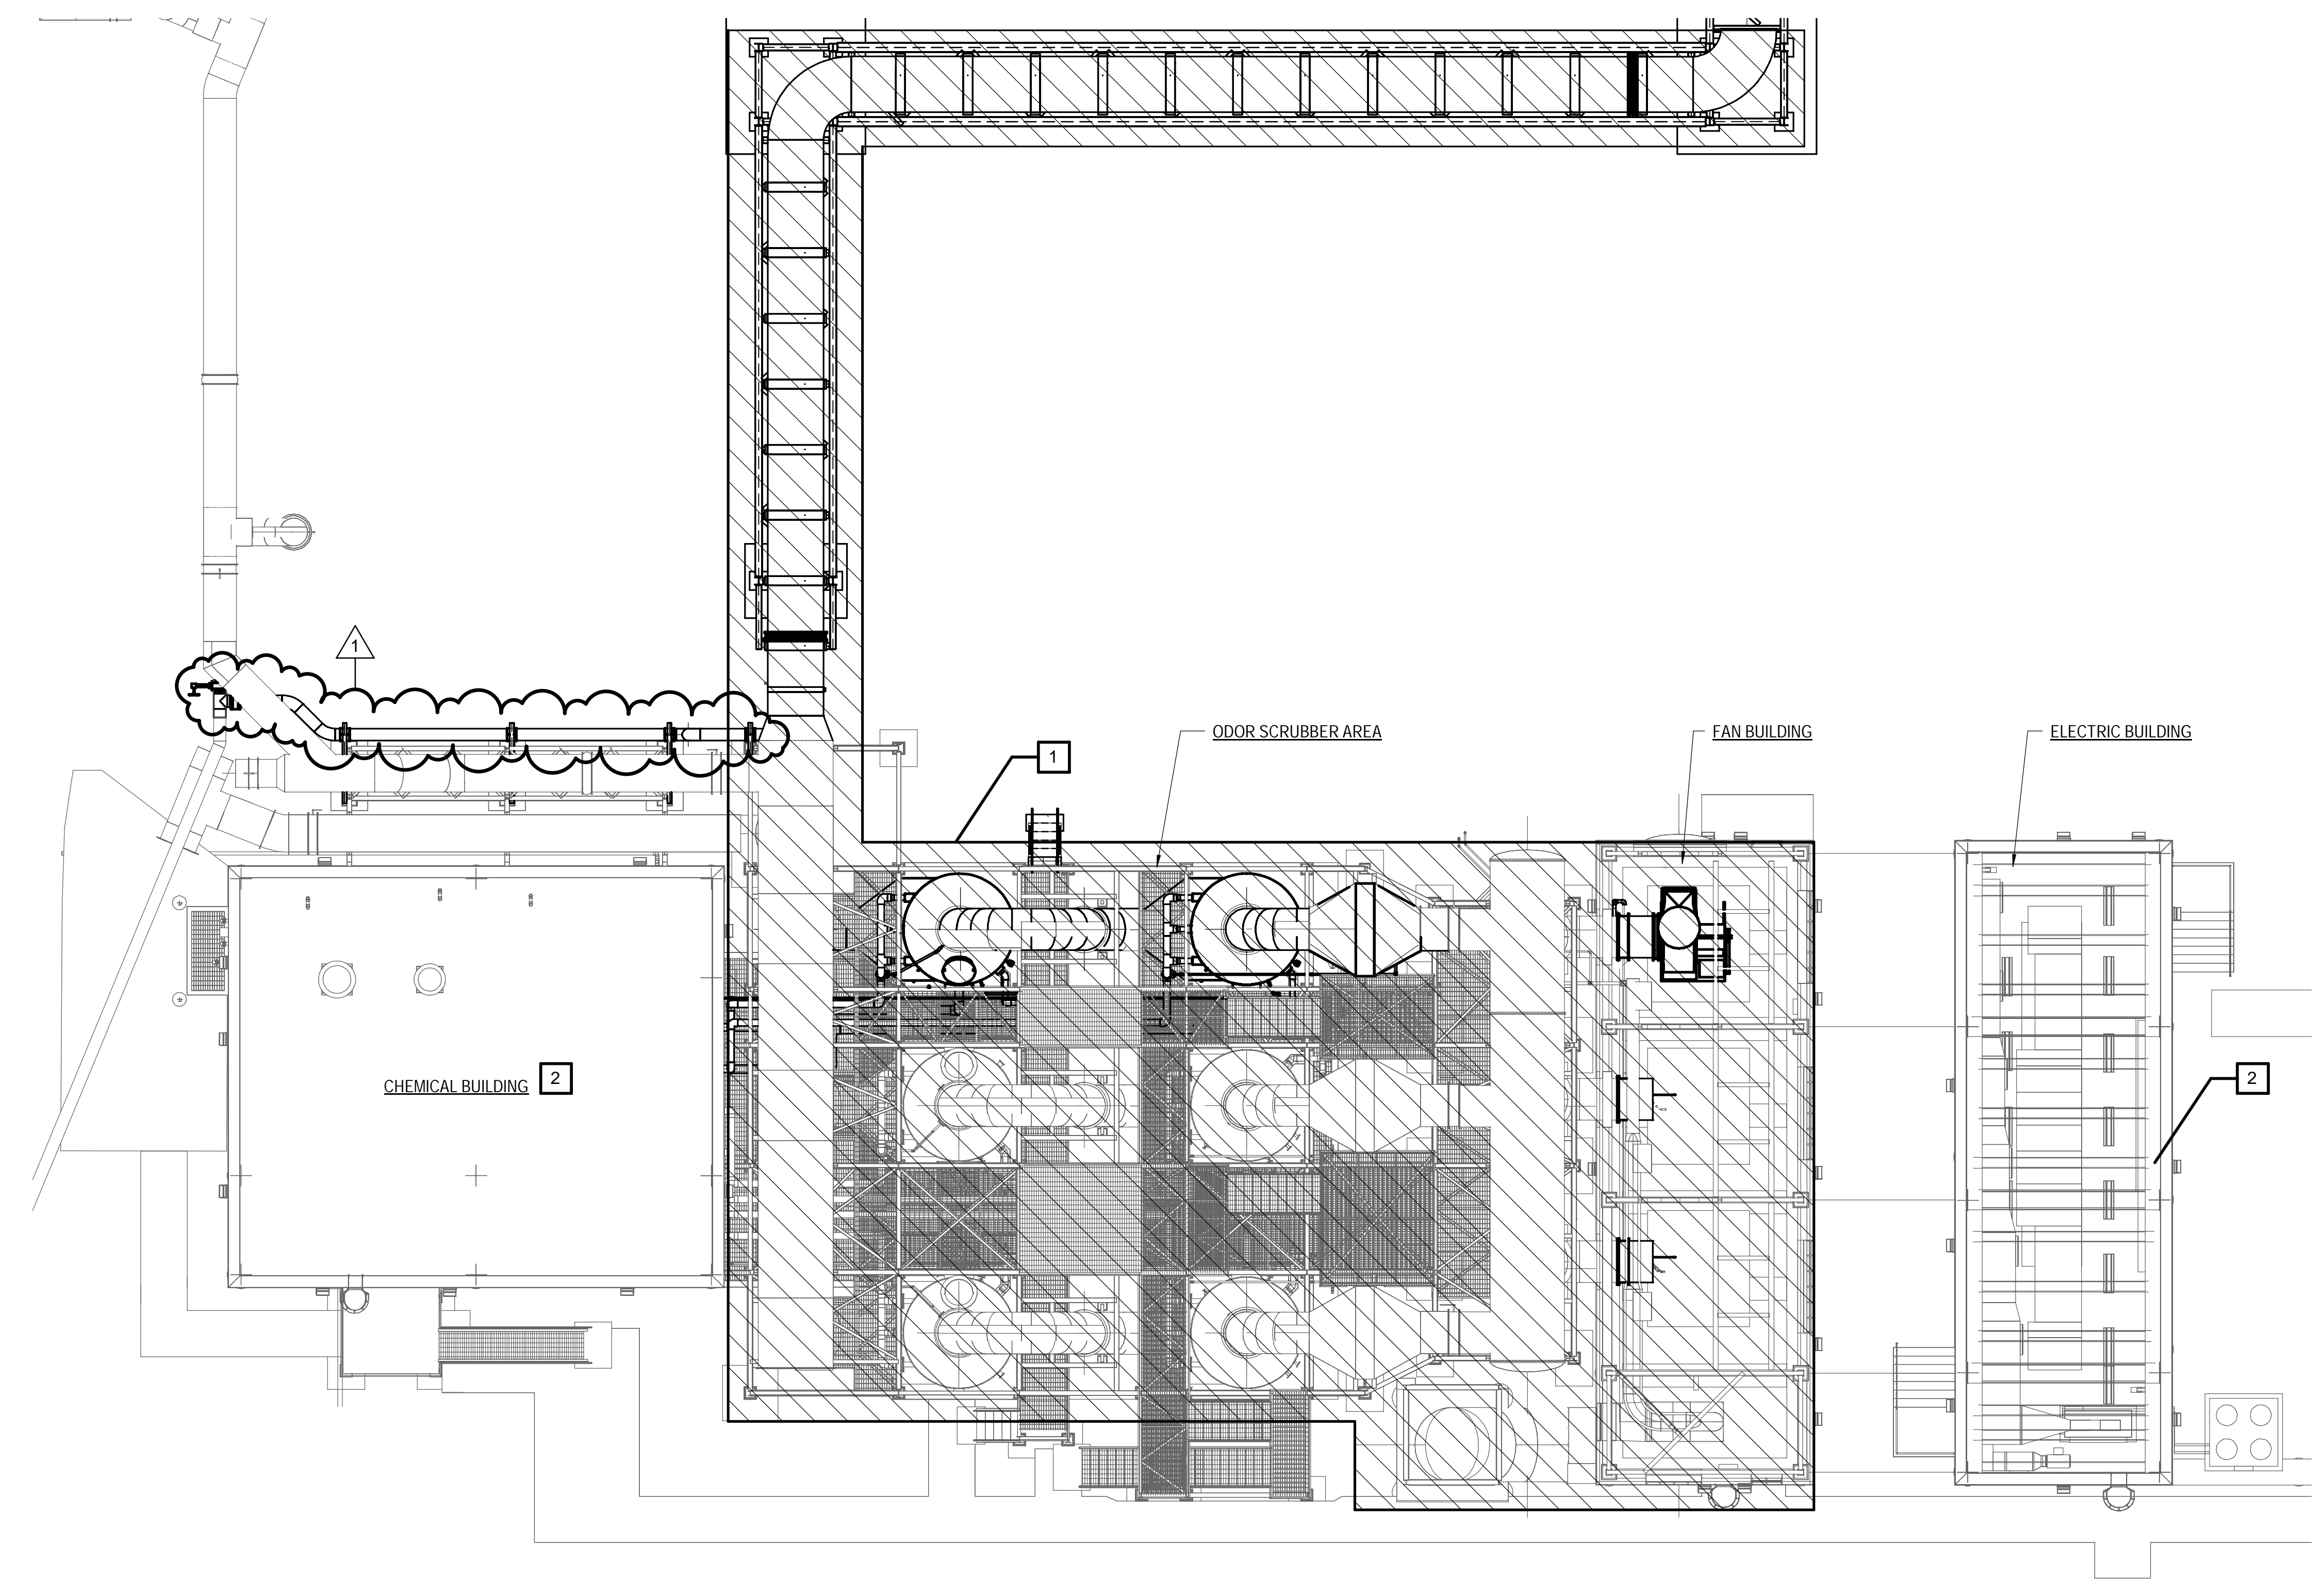 1
ODOR SCRUBBER AREA
FAN BUILDING
ELECTRIC BUILDING
1
CHEMICAL BUILDING
2
2